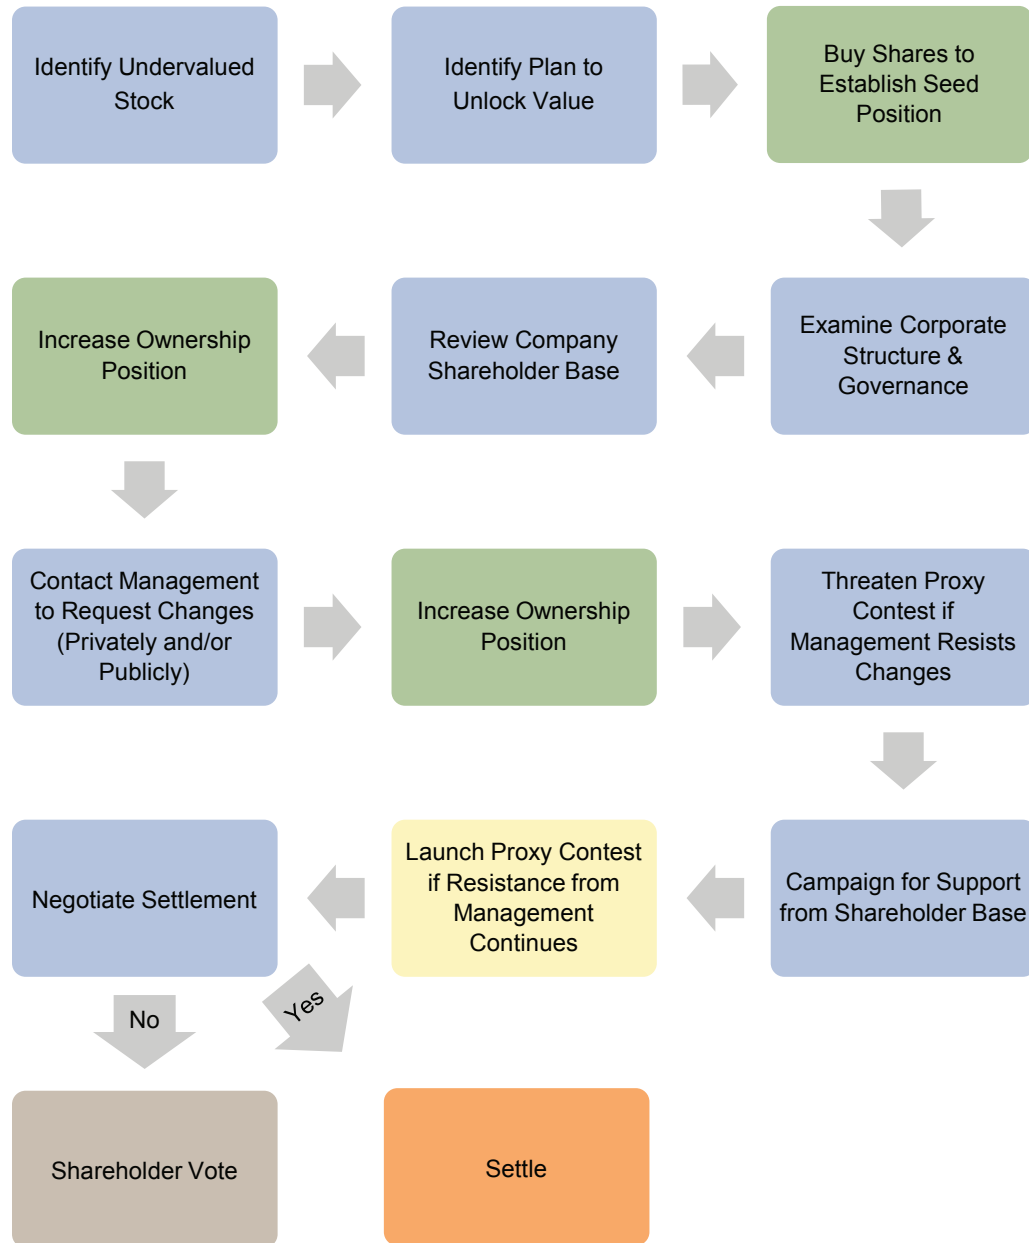 Identify Undervalued
Stock
Identify Plan to
Unlock Value
Buy Shares to
Establish Seed
Position
Increase Ownership
Position
Review Company
Shareholder Base
Examine Corporate
Structure &
Governance
Contact Management
to Request Changes
(Privately and/or
Publicly)
Increase Ownership
Position
Threaten Proxy
Contest if
Management Resists
Changes
Negotiate Settlement
Launch Proxy Contest
if Resistance from
Management
Continues
Campaign for Support
from Shareholder Base
No
Yes
Shareholder Vote
Settle